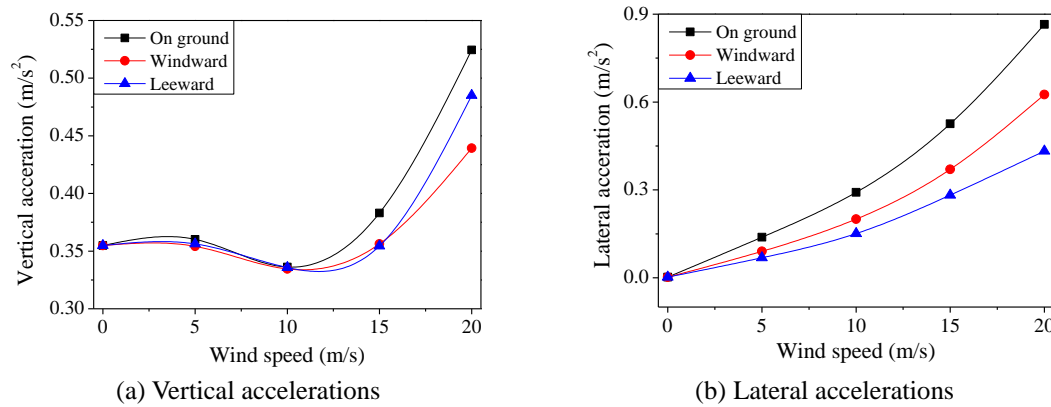 0.55
0.50
0.45
0.40
0.35
0.30
Vertical acceration (m/s²)
On ground
Windward
Leeward
0 5 10 15 20
Wind speed (m/s)
(a) Vertical accelerations
0.9
0.6
0.3
0.0
Lateral acceration (m/s²)
On ground
Windward
Leeward
0 5 10 15 20
Wind speed (m/s)
(b) Lateral accelerations